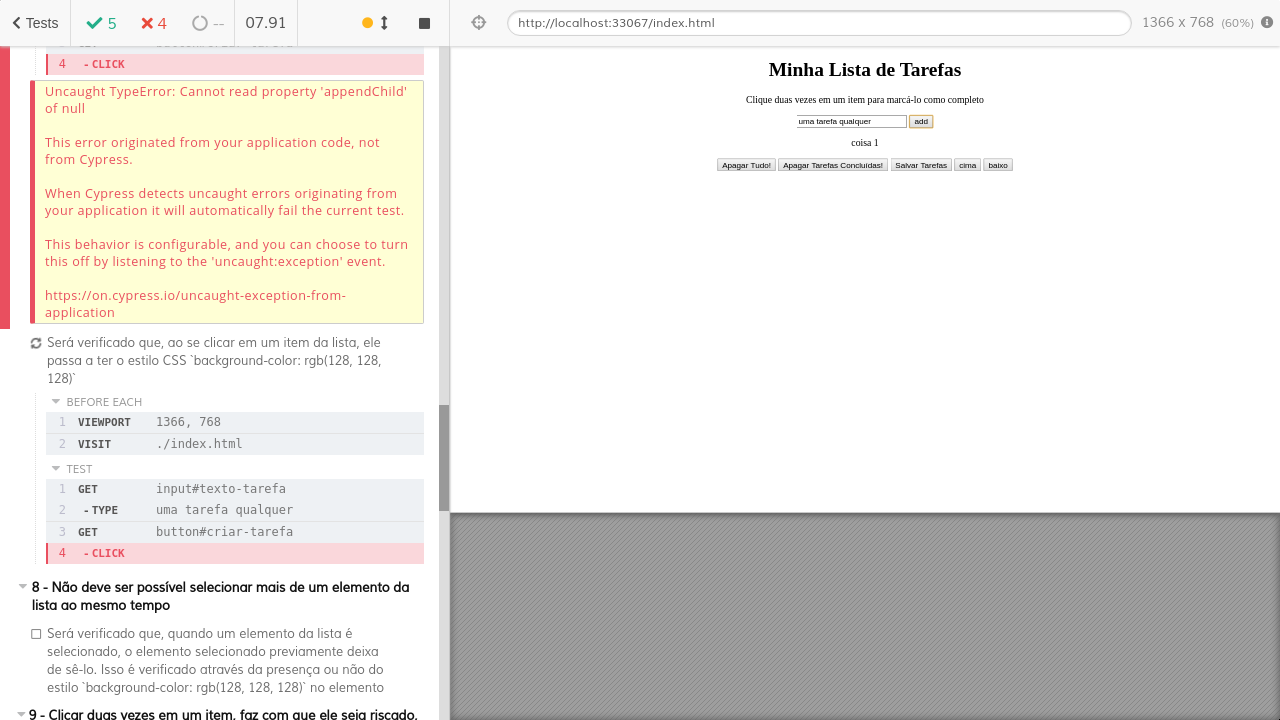 Tests
5
4
--
07.91
http://localhost:33067/index.html
1366 x 768 (60%)
4 - CLICK
Uncaught TypeError: Cannot read property 'appendChild'
of null
This error originated from your application code, not
from Cypress.
When Cypress detects uncaught errors originating from
your application it will automatically fail the current test.
This behavior is configurable, and you can choose to turn
this off by listening to the 'uncaught:exception' event.
https://on.cypress.io/uncaught-exception-from-
application
Será verificado que, ao se clicar em um item da lista, ele
passa a ter o estilo CSS `background-color: rgb(128, 128,
128)`
BEFORE EACH
1 VIEWPORT 1366, 768
2 VISIT ./index.html
TEST
1 GET input#texto-tarefa
2 - TYPE uma tarefa qualquer
3 GET button#criar-tarefa
4 - CLICK
8 - Não deve ser possível selecionar mais de um elemento da
lista ao mesmo tempo
Será verificado que, quando um elemento da lista é
selecionado, o elemento selecionado previamente deixa
de sê-lo. Isso é verificado através da presença ou não do
estilo `background-color: rgb(128, 128, 128)` no elemento
9 - Clicar duas vezes em um item, faz com que ele seja riscado,
Minha Lista de Tarefas
Clique duas vezes em um item para marcá-lo como completo
uma tarefa qualquer add
coisa 1
Apagar Tudo! Apagar Tarefas Concluídas! Salvar Tarefas cima baixo